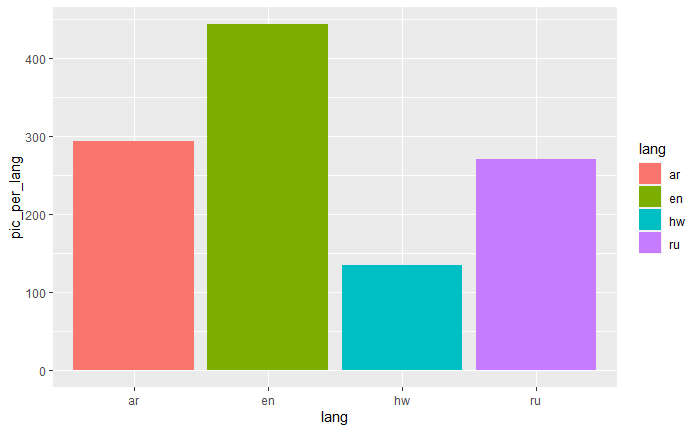 pic_per_lang
400
300
200
100
0
ar en hw ru
lang
lang
ar
en
hw
ru